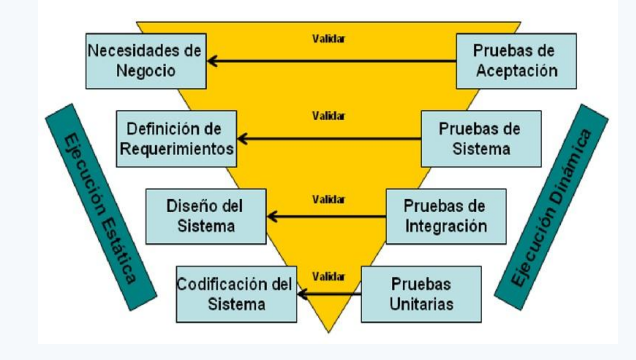 Validar
Necesidades de
Negocio
Pruebas de
Aceptación
Validar
Definición de
Requerimientos
Pruebas de
Sistema
Validar
Diseño del
Sistema
Pruebas de
Integración
Validar
Codificación del
Sistema
Pruebas
Unitarias
Ejecución Estática
Ejecución Dinámica